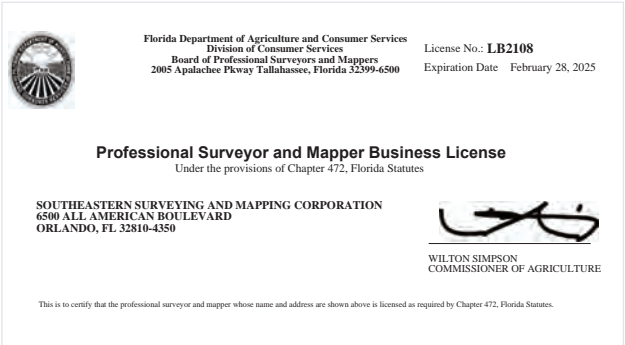 Florida Department of Agriculture and Consumer Services
Division of Consumer Services
Board of Professional Surveyors and Mappers
2005 Apalachee Pkway Tallahassee, Florida 32399-6500
License No.: LB2108
Expiration Date February 28, 2025
Professional Surveyor and Mapper Business License
Under the provisions of Chapter 472, Florida Statutes
SOUTHEASTERN SURVEYING AND MAPPING CORPORATION
6500 ALL AMERICAN BOULEVARD
ORLANDO, FL 32810-4350
WILTON SIMPSON
COMMISSIONER OF AGRICULTURE
This is to certify that the professional surveyor and mapper whose name and address are shown above is licensed as required by Chapter 472, Florida Statutes.